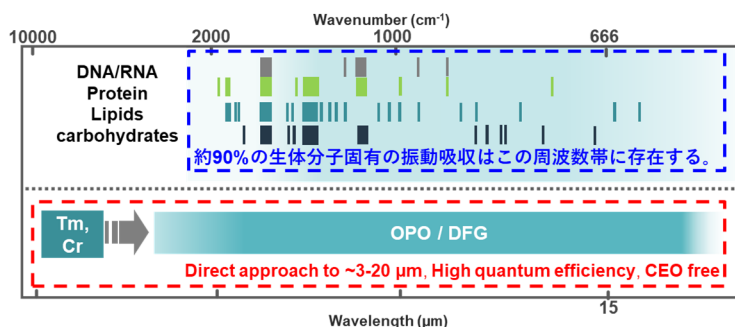 Wavenumber (cm⁻¹)
10000 2000 1000 666
DNA/RNA
Protein
Lipids
carbohydrates
約90%の生体分子固有の振動吸収はこの周波数帯に存在する。
Tm,
Cr
OPO / DFG
Direct approach to ~3-20 μm, High quantum efficiency, CEO free
15
Wavelength (μm)